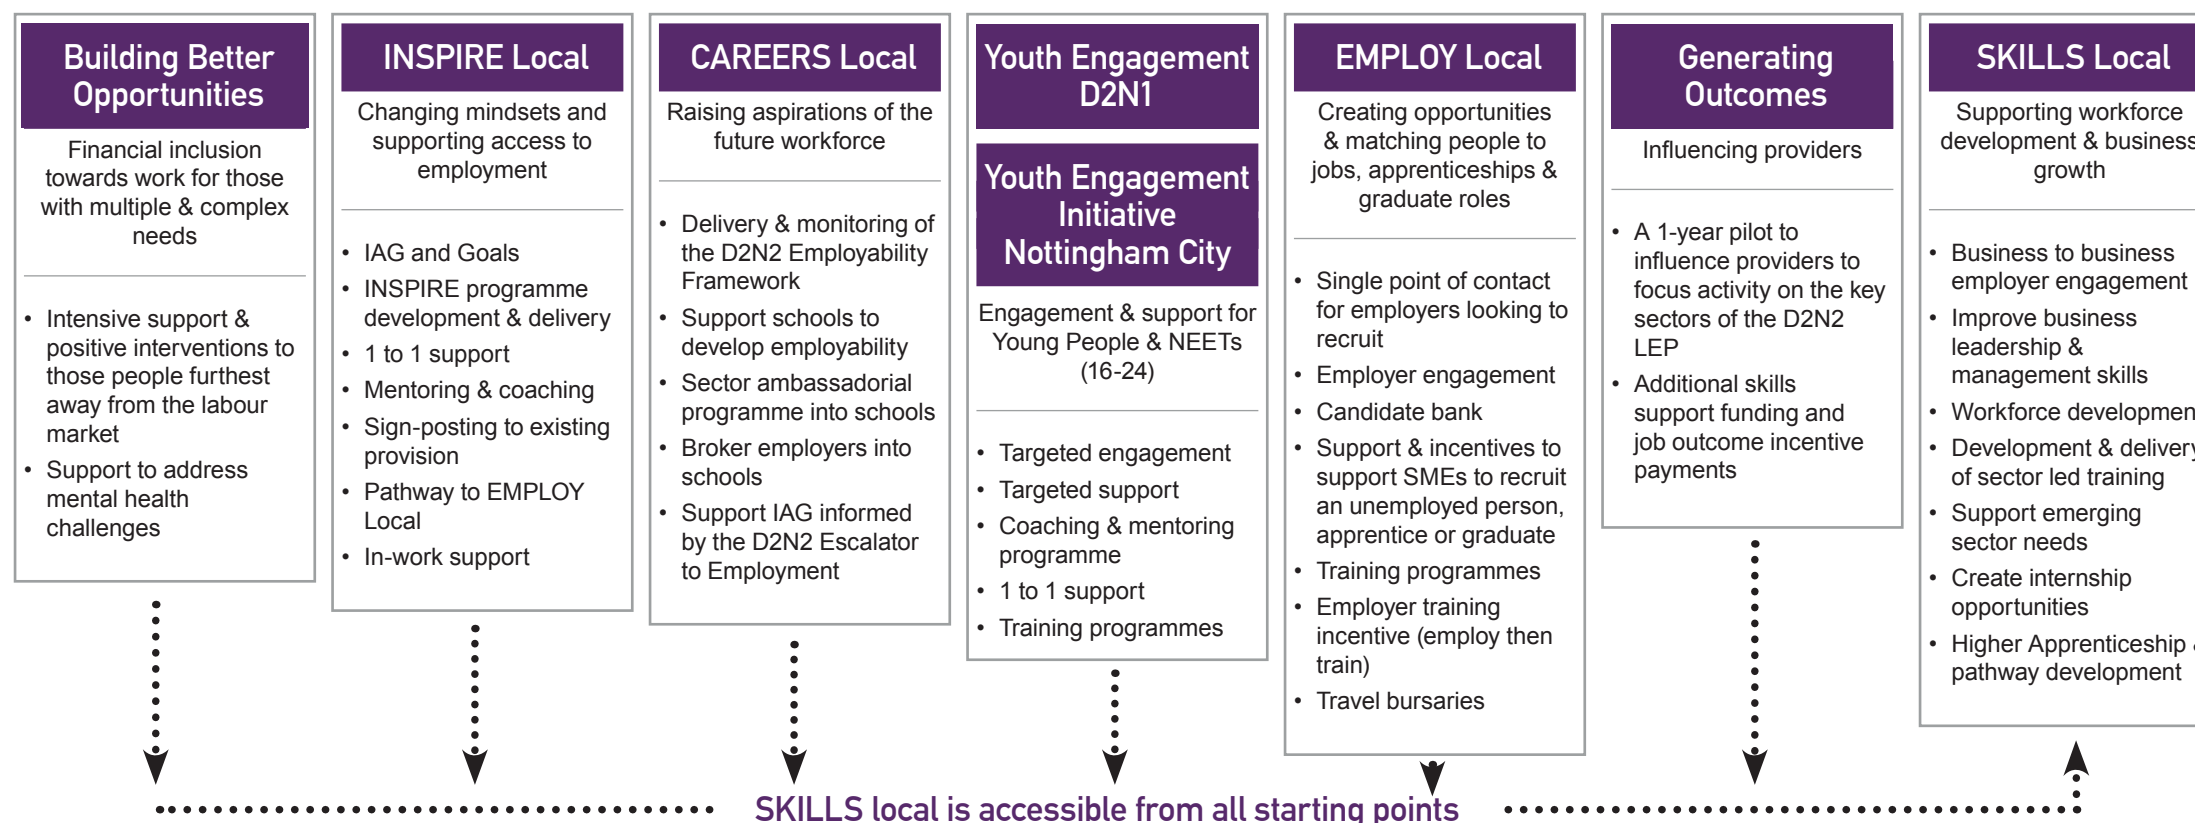 Building Better
Opportunities
Financial inclusion
towards work for those
with multiple & complex
needs
• Intensive support &
positive interventions to
those people furthest
away from the labour
market
• Support to address
mental health
challenges
INSPIRE Local
Changing mindsets and
supporting access to
employment
• IAG and Goals
• INSPIRE programme
development & delivery
• 1 to 1 support
• Mentoring & coaching
• Sign-posting to existing
provision
• Pathway to EMPLOY
Local
• In-work support
CAREERS Local
Raising aspirations of the
future workforce
• Delivery & monitoring of
the D2N2 Employability
Framework
• Support schools to
develop employability
• Sector ambassadorial
programme into schools
• Broker employers into
schools
• Support IAG informed
by the D2N2 Escalator
to Employment
Youth Engagement
D2N1
Youth Engagement
Initiative
Nottingham City
Engagement & support for
Young People & NEETs
(16-24)
• Targeted engagement
• Targeted support
• Coaching & mentoring
programme
• 1 to 1 support
• Training programmes
EMPLOY Local
Creating opportunities
& matching people to
jobs, apprenticeships &
graduate roles
• Single point of contact
for employers looking to
recruit
• Employer engagement
• Candidate bank
• Support & incentives to
support SMEs to recruit
an unemployed person,
apprentice or graduate
• Training programmes
• Employer training
incentive (employ then
train)
• Travel bursaries
Generating
Outcomes
Influencing providers
• A 1-year pilot to
influence providers to
focus activity on the key
sectors of the D2N2
LEP
• Additional skills
support funding and
job outcome incentive
payments
SKILLS Local
Supporting workforce
development & business
growth
• Business to business
employer engagement
• Improve business
leadership &
management skills
• Workforce developmen
• Development & delivery
of sector led training
• Support emerging
sector needs
• Create internship
opportunities
• Higher Apprenticeship &
pathway development
SKILLS local is accessible from all starting points